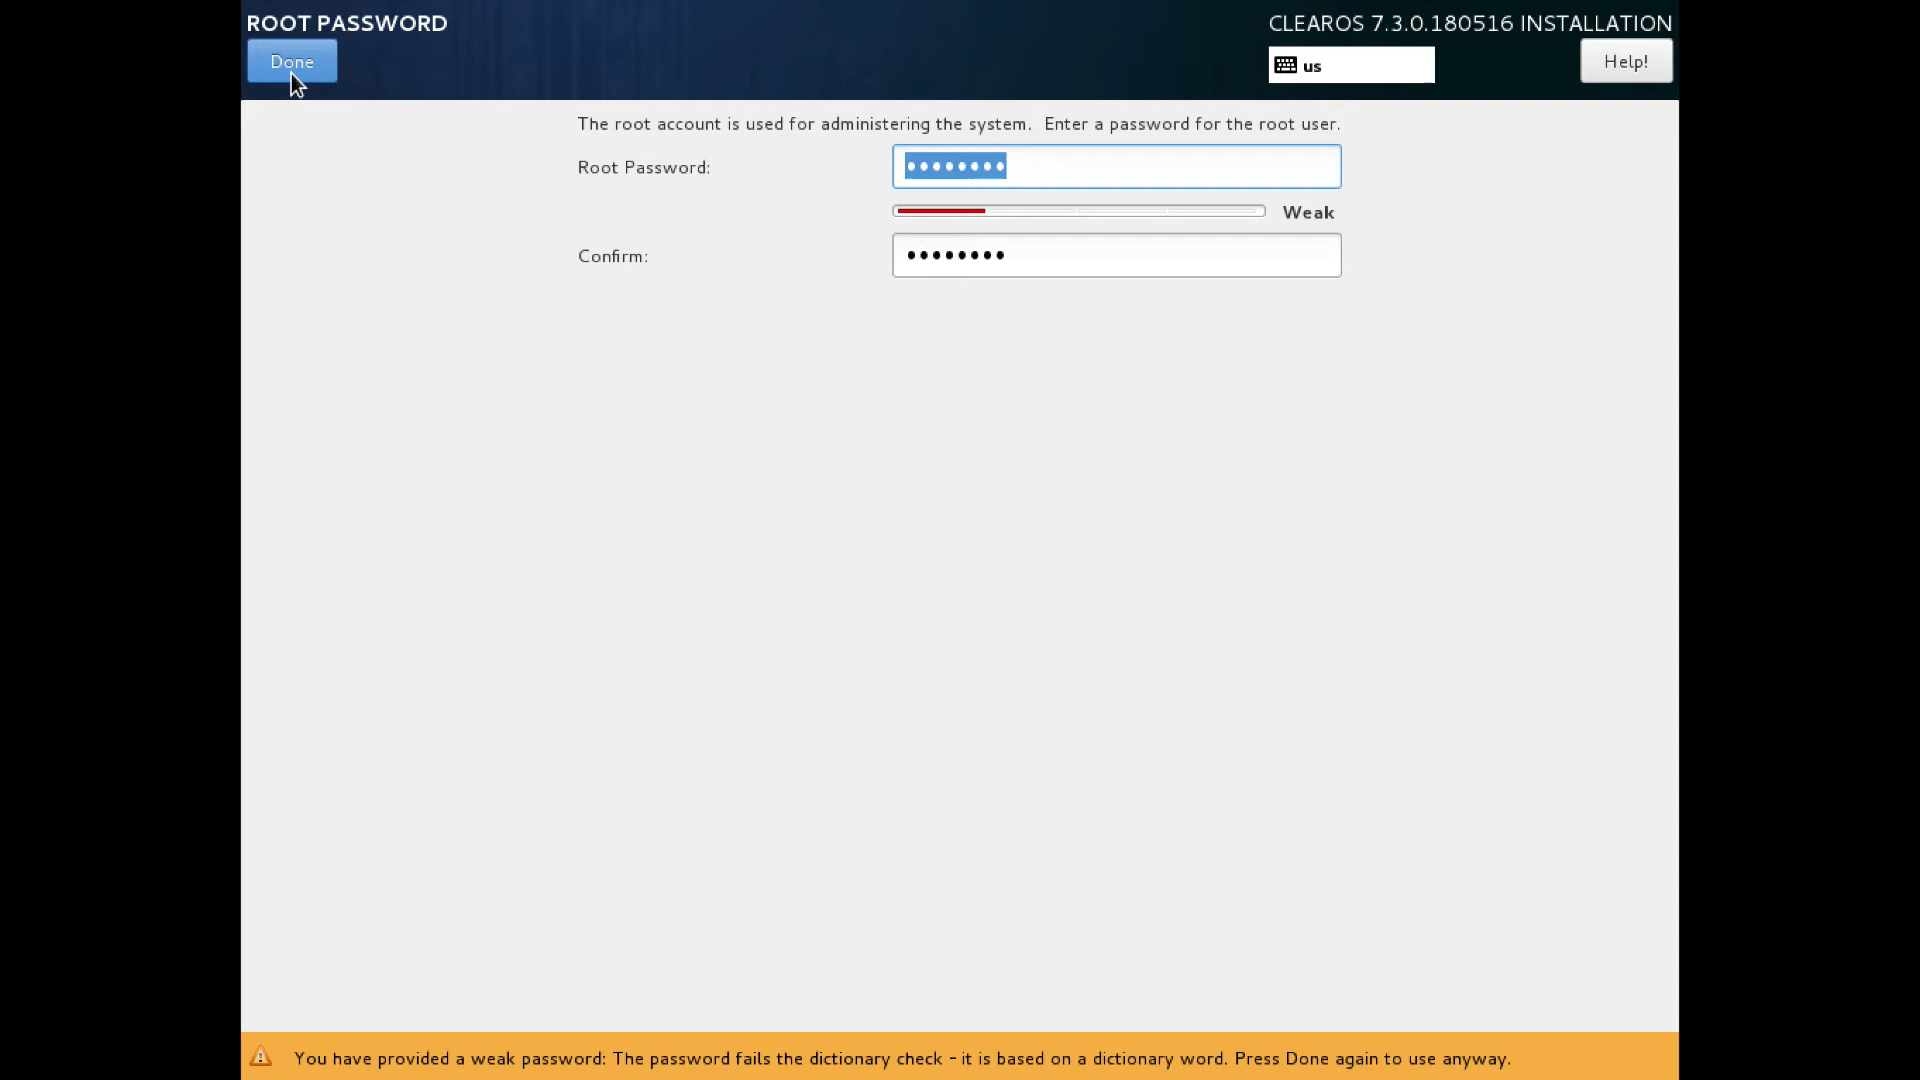 ROOT PASSWORD
CLEAROS 7.3.0.180516 INSTALLATION
Done
us
Help!
The root account is used for administering the system. Enter a password for the root user.
Root Password:
••••••••
Weak
Confirm:
••••••••
You have provided a weak password: The password fails the dictionary check - it is based on a dictionary word. Press Done again to use anyway.